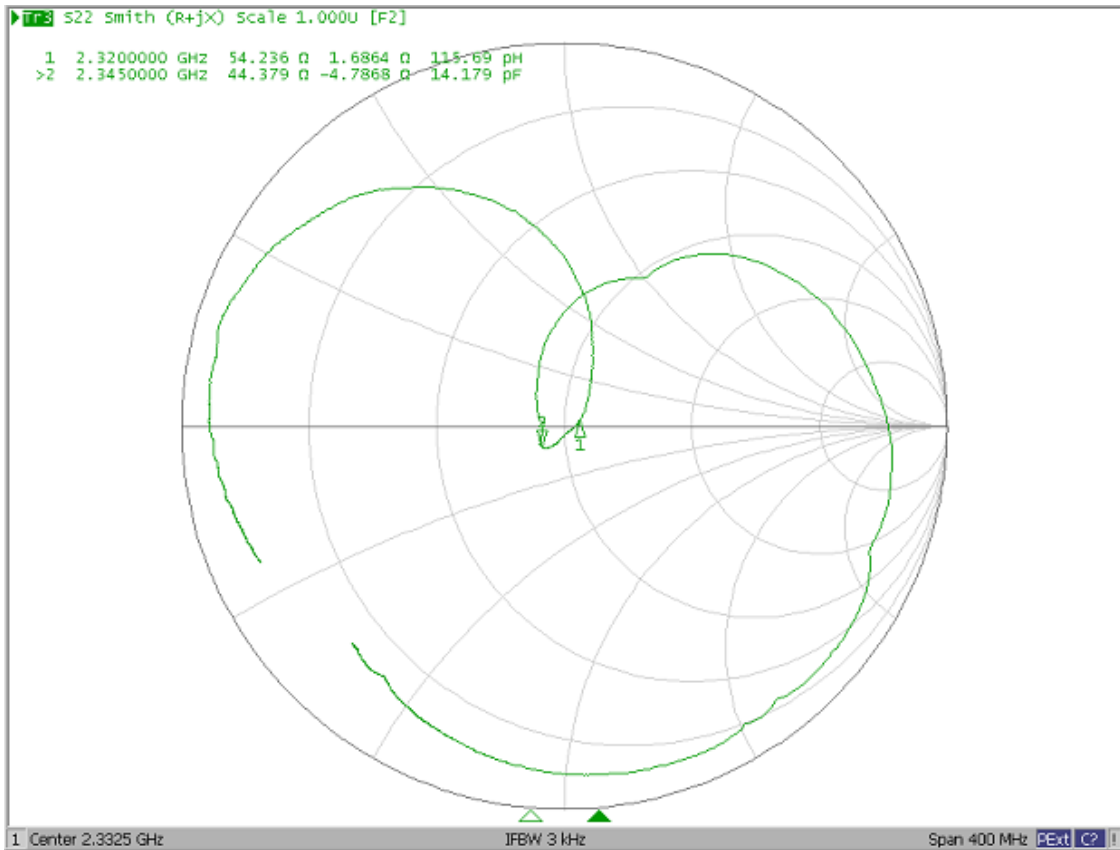 Tr3 S22 Smith (R+jX) Scale 1.000U [F2]
1 2.3200000 GHz 54.236 Ω 1.6864 Ω 115.69 pH
>2 2.3450000 GHz 44.379 Ω -4.7868 Ω 14.179 pF
2
1
1 Center 2.3325 GHz IFBW 3 kHz Span 400 MHz PExt C? !